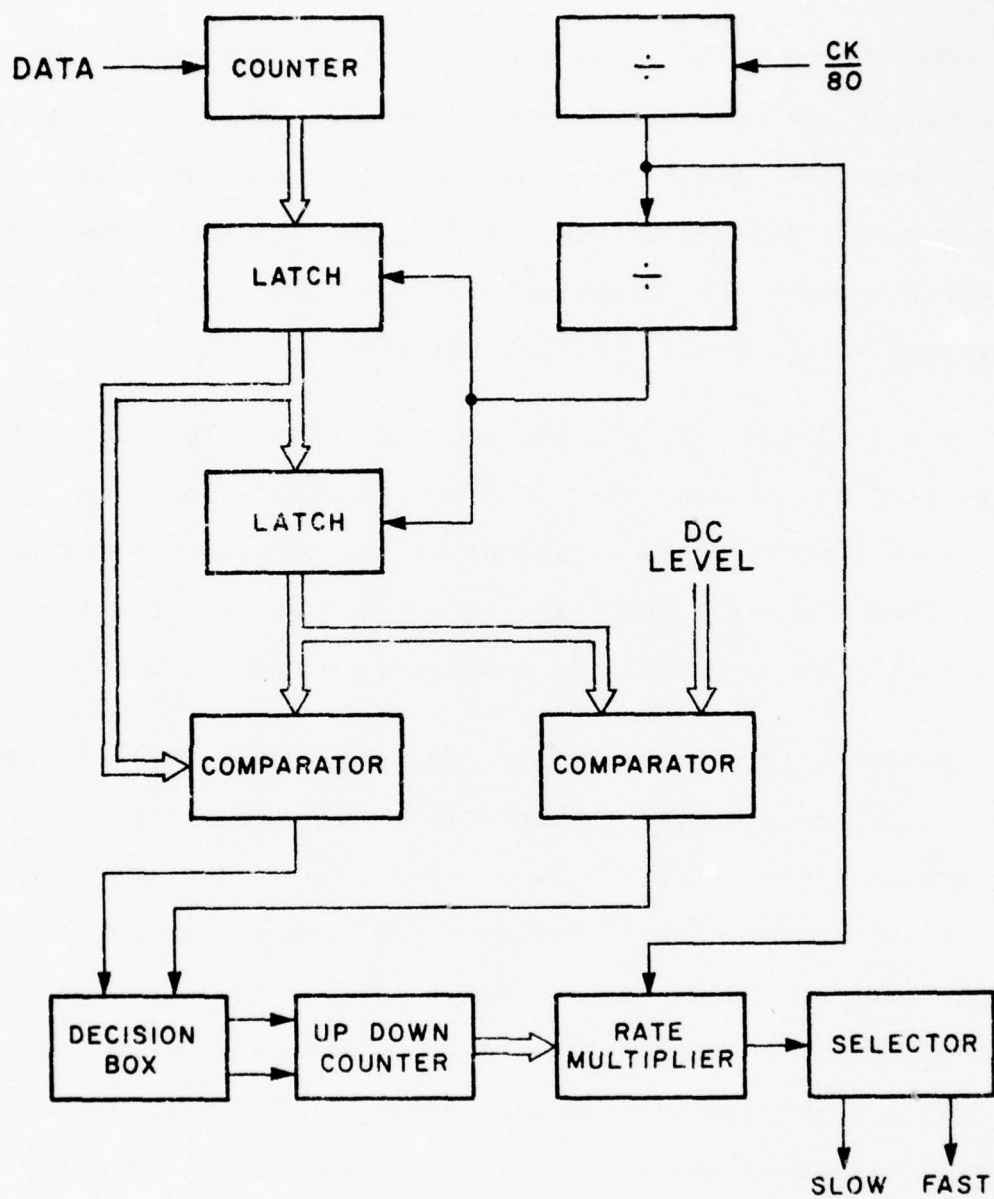 DATA
COUNTER
÷
CK
80
LATCH
÷
LATCH
DC
LEVEL
COMPARATOR
COMPARATOR
DECISION
BOX
UP DOWN
COUNTER
RATE
MULTIPLIER
SELECTOR
SLOW
FAST